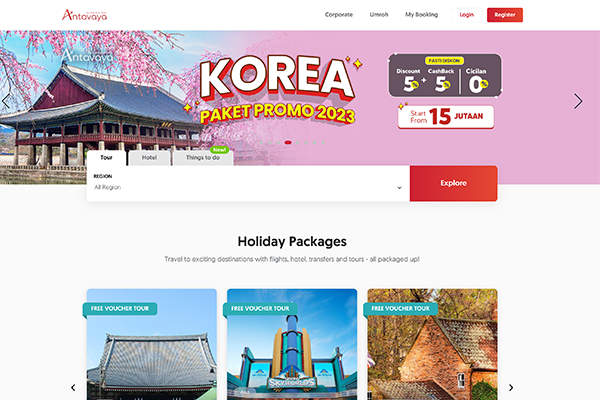 Antavaya
Corporate
Umroh
My Booking
Login
Register
Antavaya
KOREA
PAKET PROMO 2023
PASTI DISKON
Discount
5%
+
CashBack
5%
Cicilan
0%
Start From 15 JUTAAN
Tour
Hotel
Things to do
New!
REGION
All Region
Explore
Holiday Packages
Travel to exciting destinations with flights, hotel, transfers and tours - all packaged up!
FREE VOUCHER TOUR
FREE VOUCHER TOUR
FREE VOUCHER TOUR
SKYWORLDS